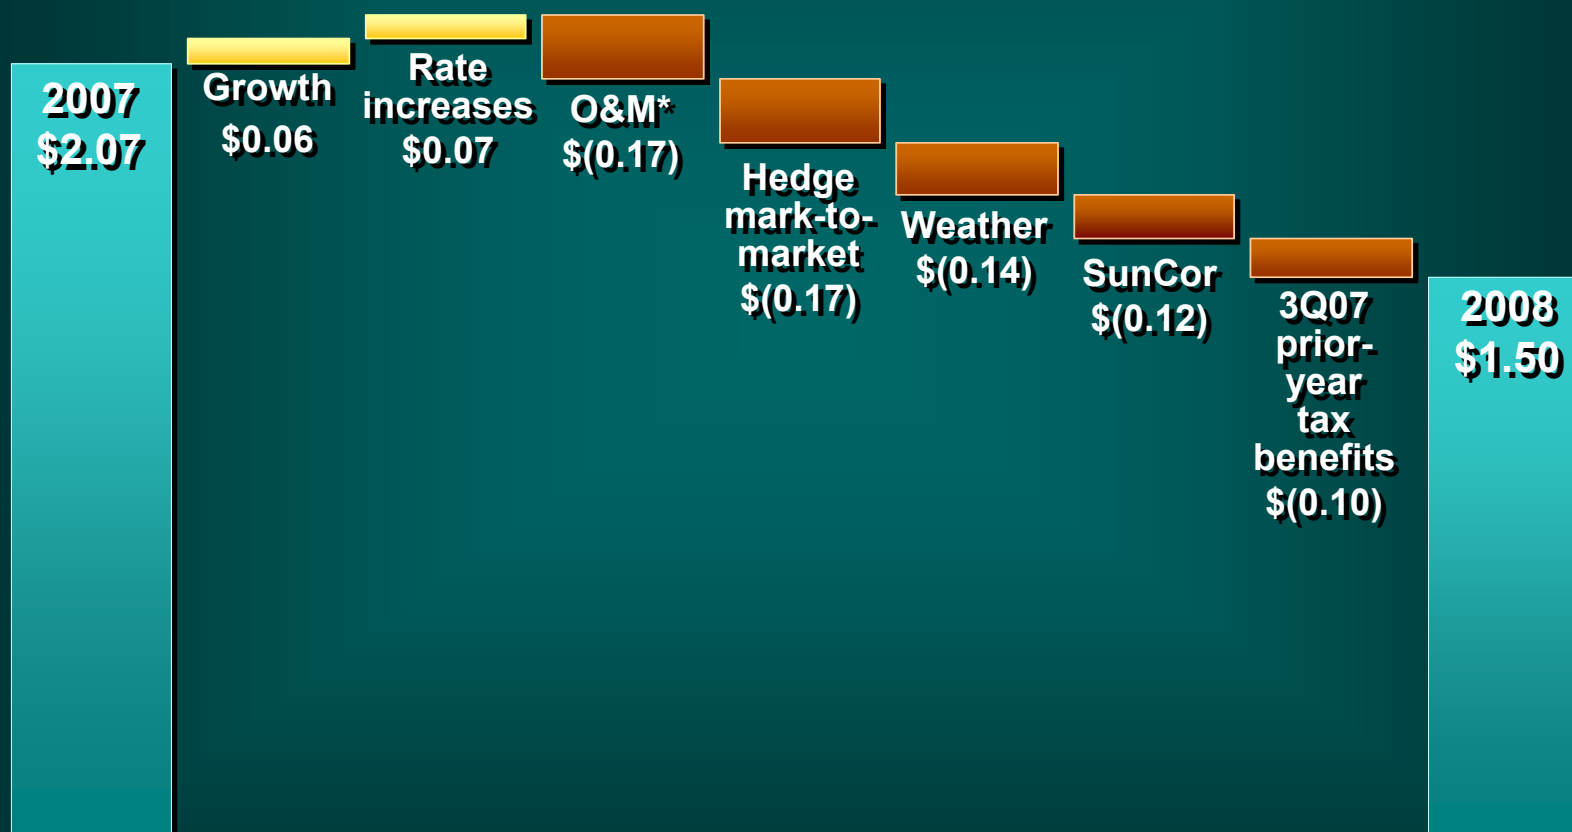 2007
$2.07
Growth
$0.06
Rate
increases
$0.07
O&M*
$(0.17)
Hedge
mark-to-
market
$(0.17)
Weather
$(0.14)
SunCor
$(0.12)
3Q07
prior-
year
tax
benefits
$(0.10)
2008
$1.50